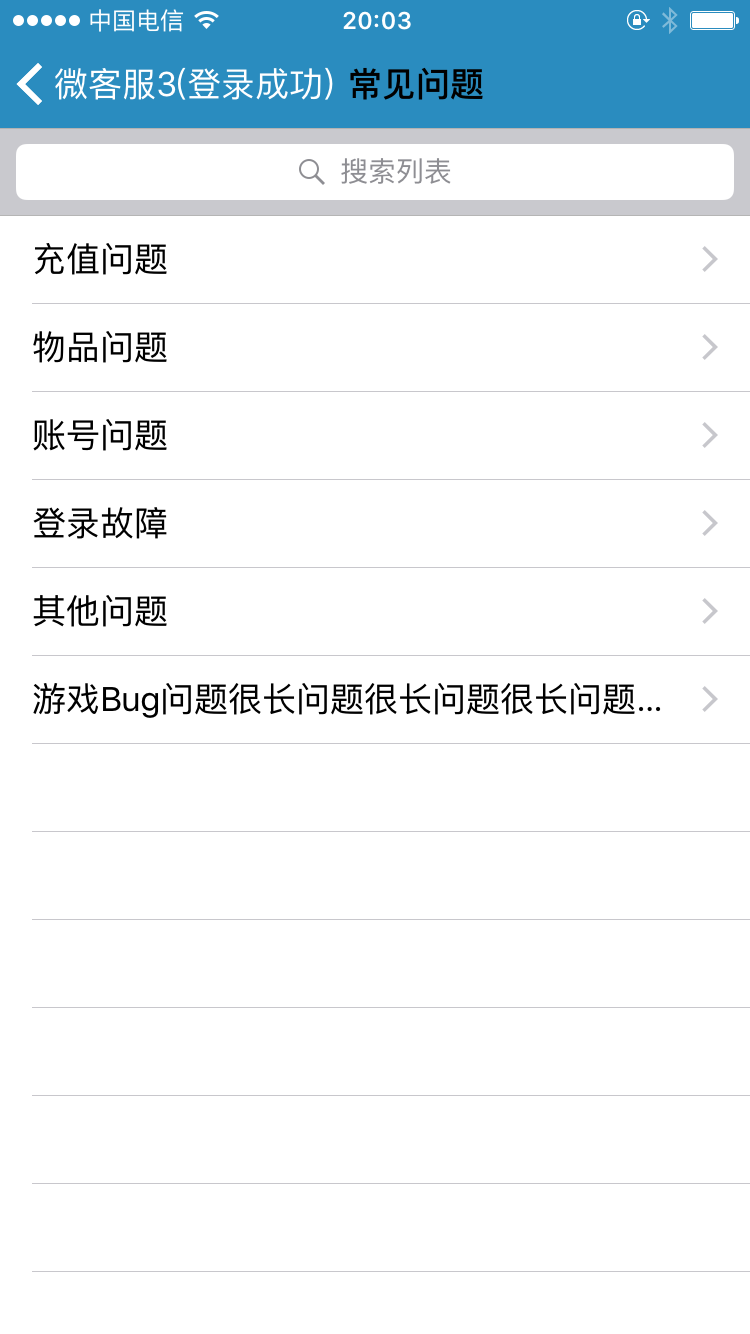 中国电信 20:03
微客服3(登录成功) 常见问题
搜索列表
充值问题
物品问题
账号问题
登录故障
其他问题
游戏Bug问题很长问题很长问题很长问题...